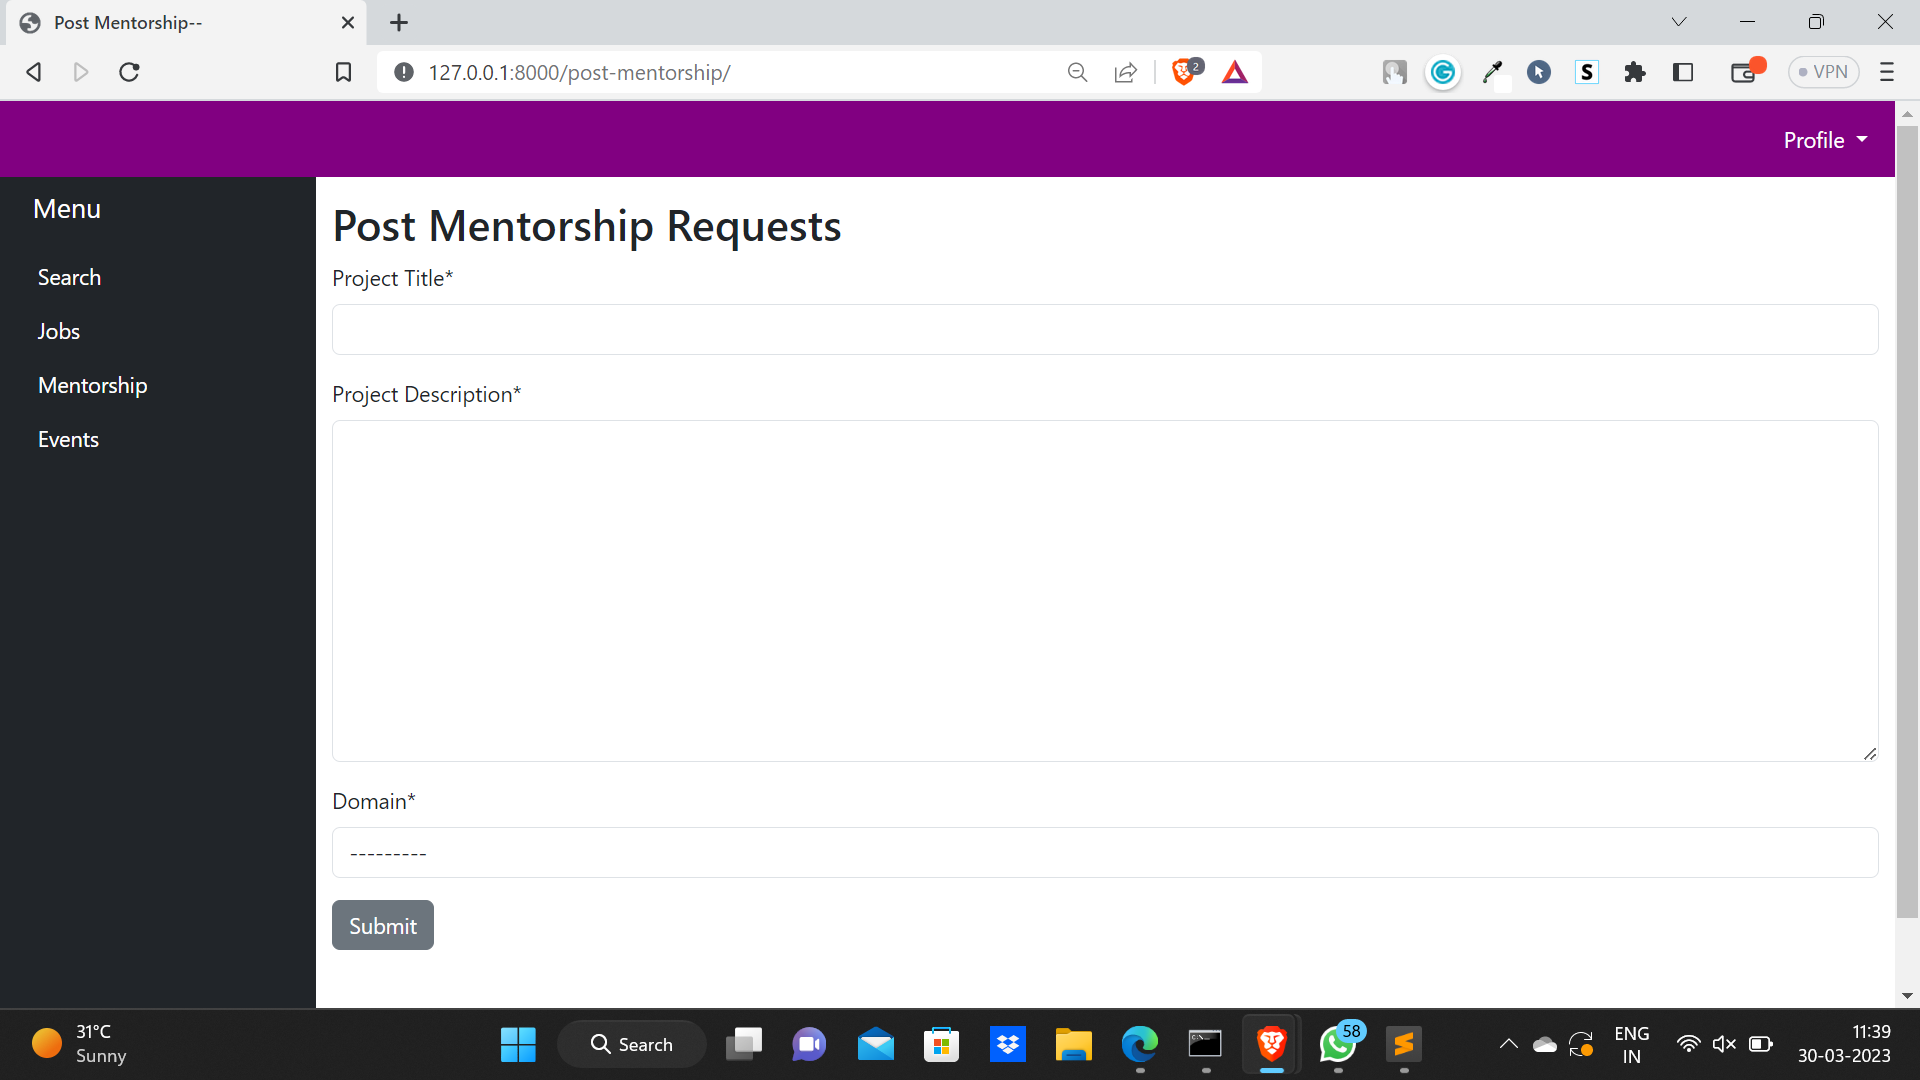 Post Mentorship--
127.0.0.1:8000/post-mentorship/
2
S
VPN
Profile
Menu
Search
Jobs
Mentorship
Events
Post Mentorship Requests
Project Title*
Project Description*
Domain*
---------
Submit
31°C
Sunny
Search
58
ENG
IN
11:39
30-03-2023